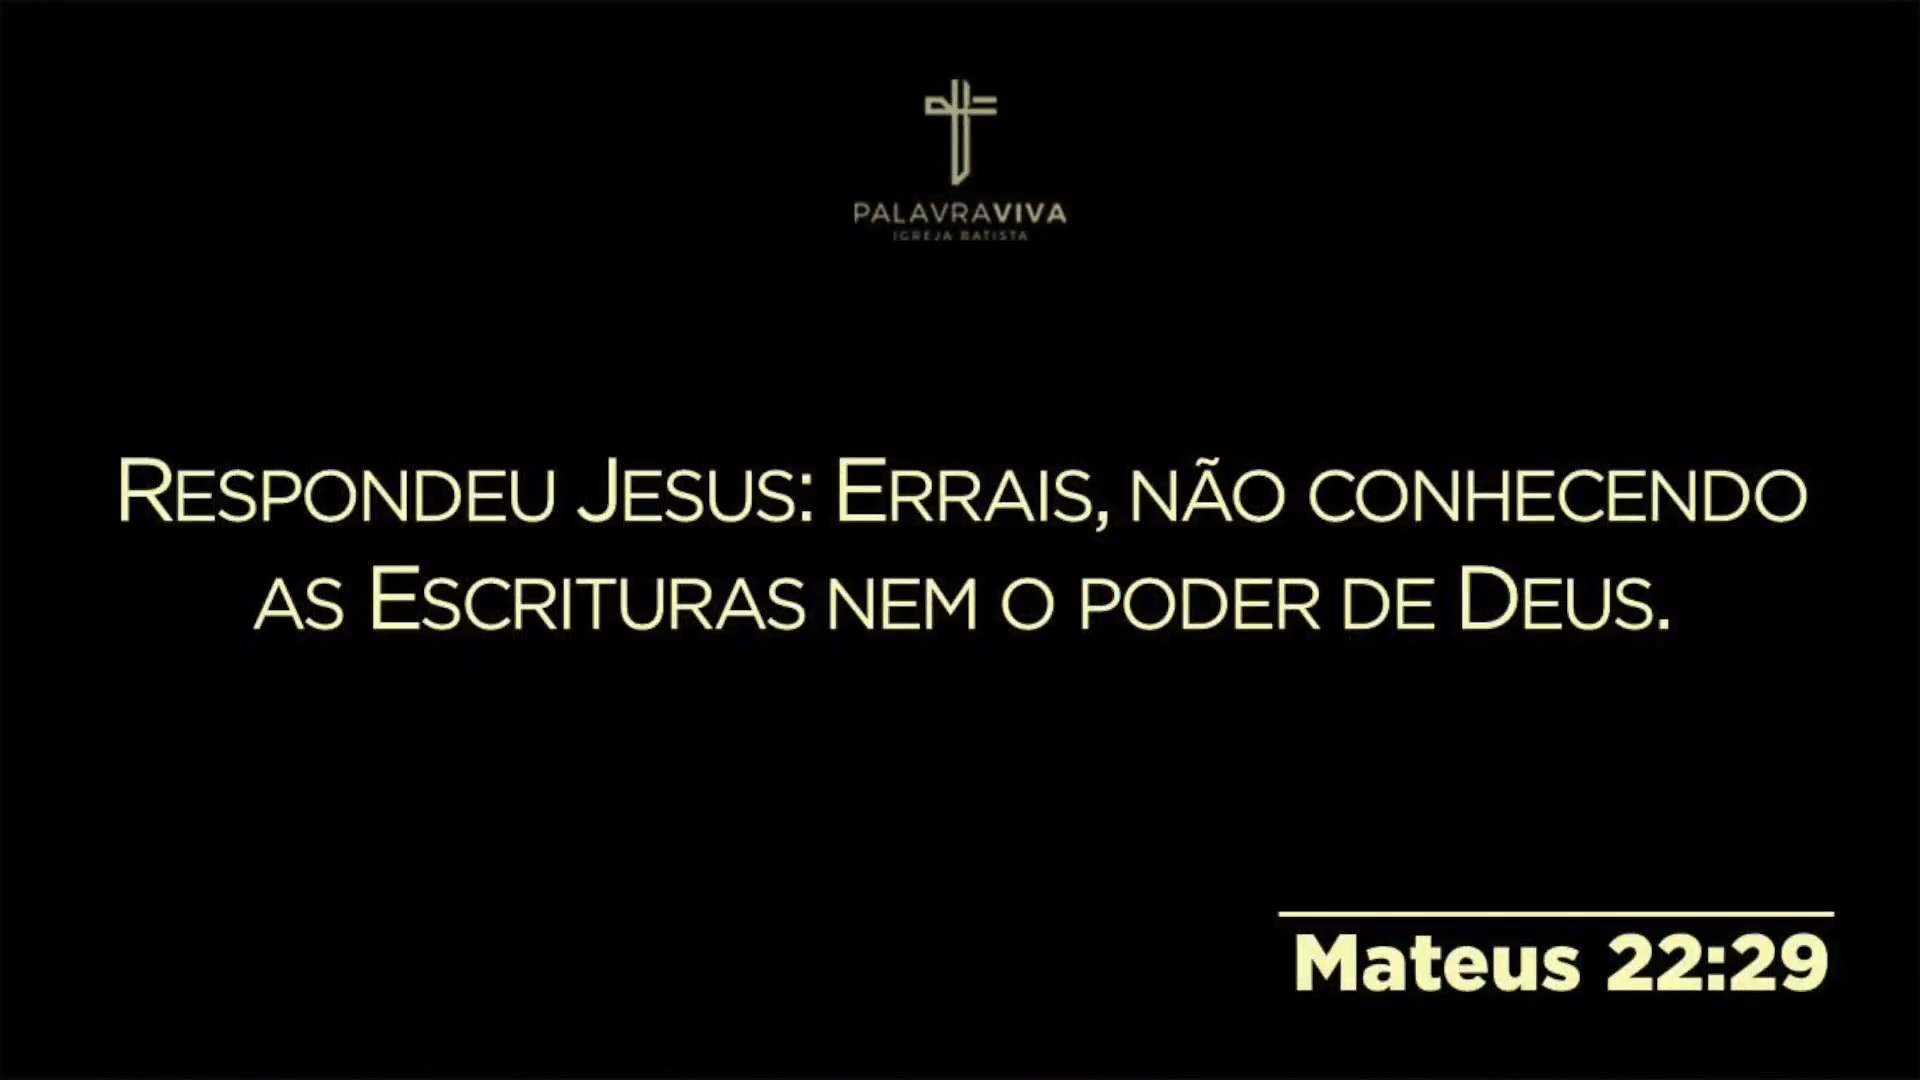 PALAVRAVIVA
IGREJA BATISTA
Respondeu Jesus: Errais, não conhecendo
as Escrituras nem o poder de Deus.
Mateus 22:29